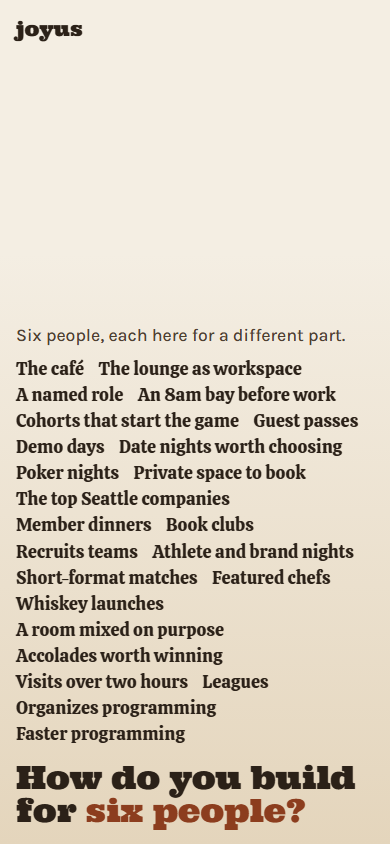 joyus
Six people, each here for a different part.
The café The lounge as workspace
A named role An 8am bay before work
Cohorts that start the game Guest passes
Demo days Date nights worth choosing
Poker nights Private space to book
The top Seattle companies
Member dinners Book clubs
Recruits teams Athlete and brand nights
Short-format matches Featured chefs
Whiskey launches
A room mixed on purpose
Accolades worth winning
Visits over two hours Leagues
Organizes programming
Faster programming
How do you build
for six people?